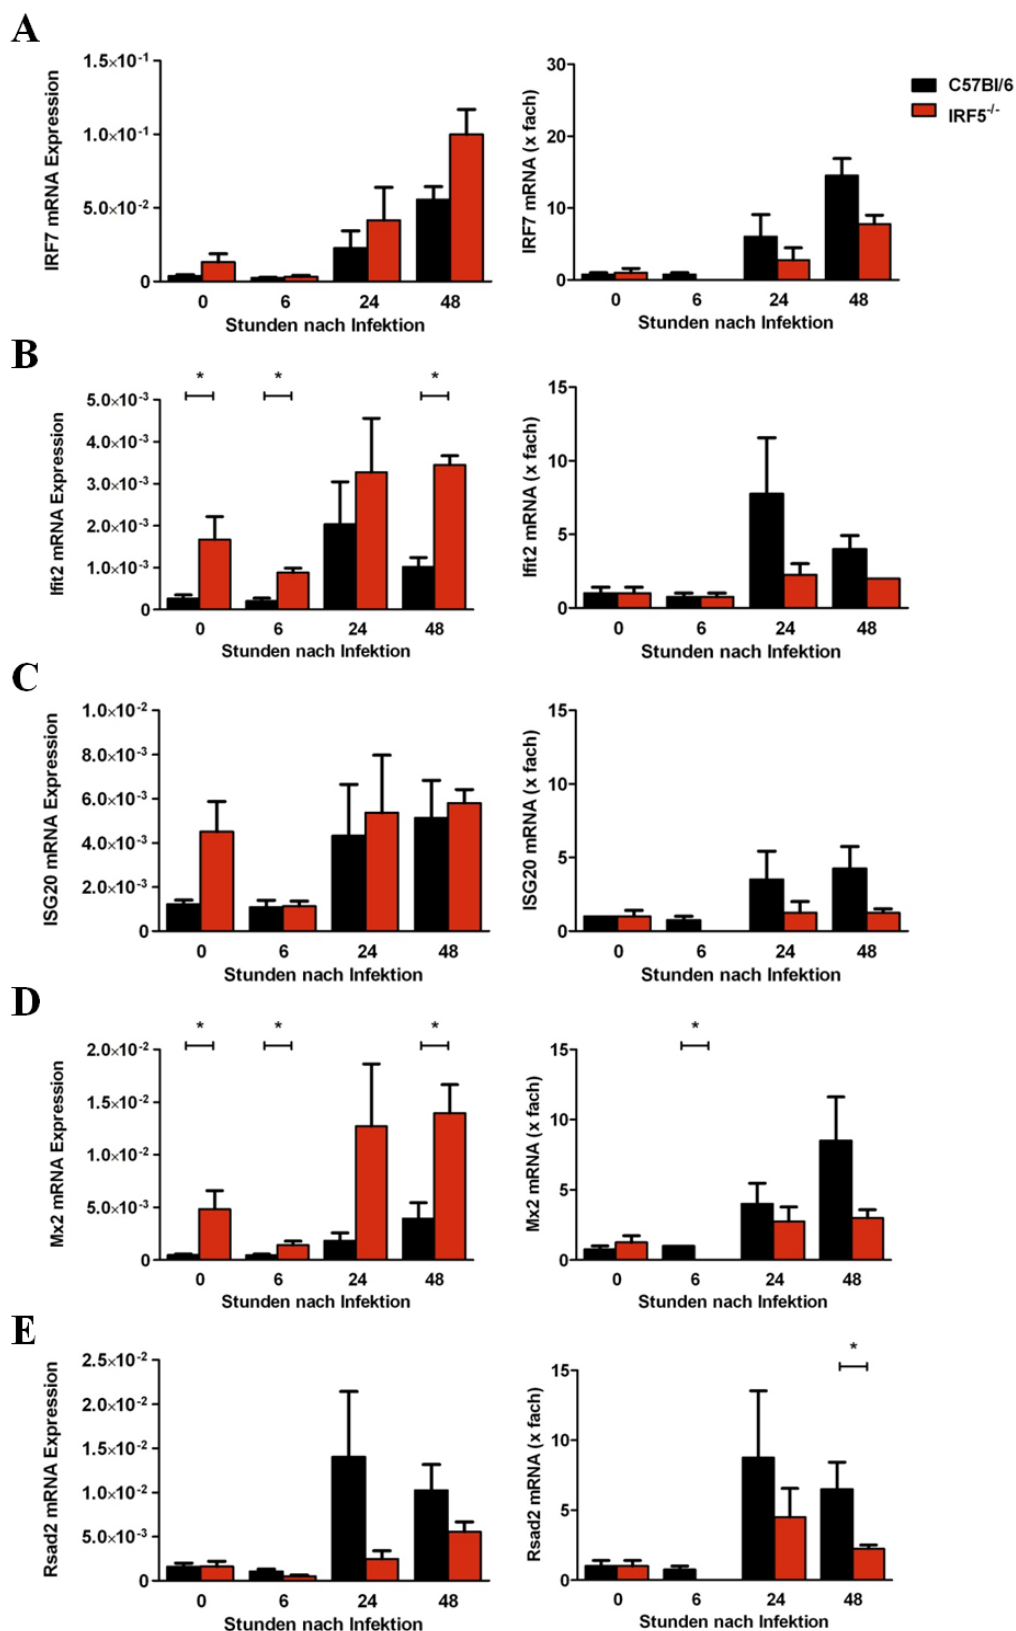 A
IRF7 mRNA Expression
1.5×10⁻¹
1.0×10⁻¹
5.0×10⁻²
0
0 6 24 48
Stunden nach Infektion
IRF7 mRNA (x fach)
30
20
10
0
0 6 24 48
Stunden nach Infektion
C57Bl/6
IRF5⁻/⁻
B
* * *
Ifit2 mRNA Expression
5.0×10⁻³
4.0×10⁻³
3.0×10⁻³
2.0×10⁻³
1.0×10⁻³
0
0 6 24 48
Stunden nach Infektion
Ifit2 mRNA (x fach)
15
10
5
0
0 6 24 48
Stunden nach Infektion
C
ISG20 mRNA Expression
1.0×10⁻²
8.0×10⁻³
6.0×10⁻³
4.0×10⁻³
2.0×10⁻³
0
0 6 24 48
Stunden nach Infektion
ISG20 mRNA (x fach)
15
10
5
0
0 6 24 48
Stunden nach Infektion
D
* * *
Mx2 mRNA Expression
2.0×10⁻²
1.5×10⁻²
1.0×10⁻²
5.0×10⁻³
0
0 6 24 48
Stunden nach Infektion
*
Mx2 mRNA (x fach)
15
10
5
0
0 6 24 48
Stunden nach Infektion
E
Rsad2 mRNA Expression
2.5×10⁻²
2.0×10⁻²
1.5×10⁻²
1.0×10⁻²
5.0×10⁻³
0
0 6 24 48
Stunden nach Infektion
*
Rsad2 mRNA (x fach)
15
10
5
0
0 6 24 48
Stunden nach Infektion